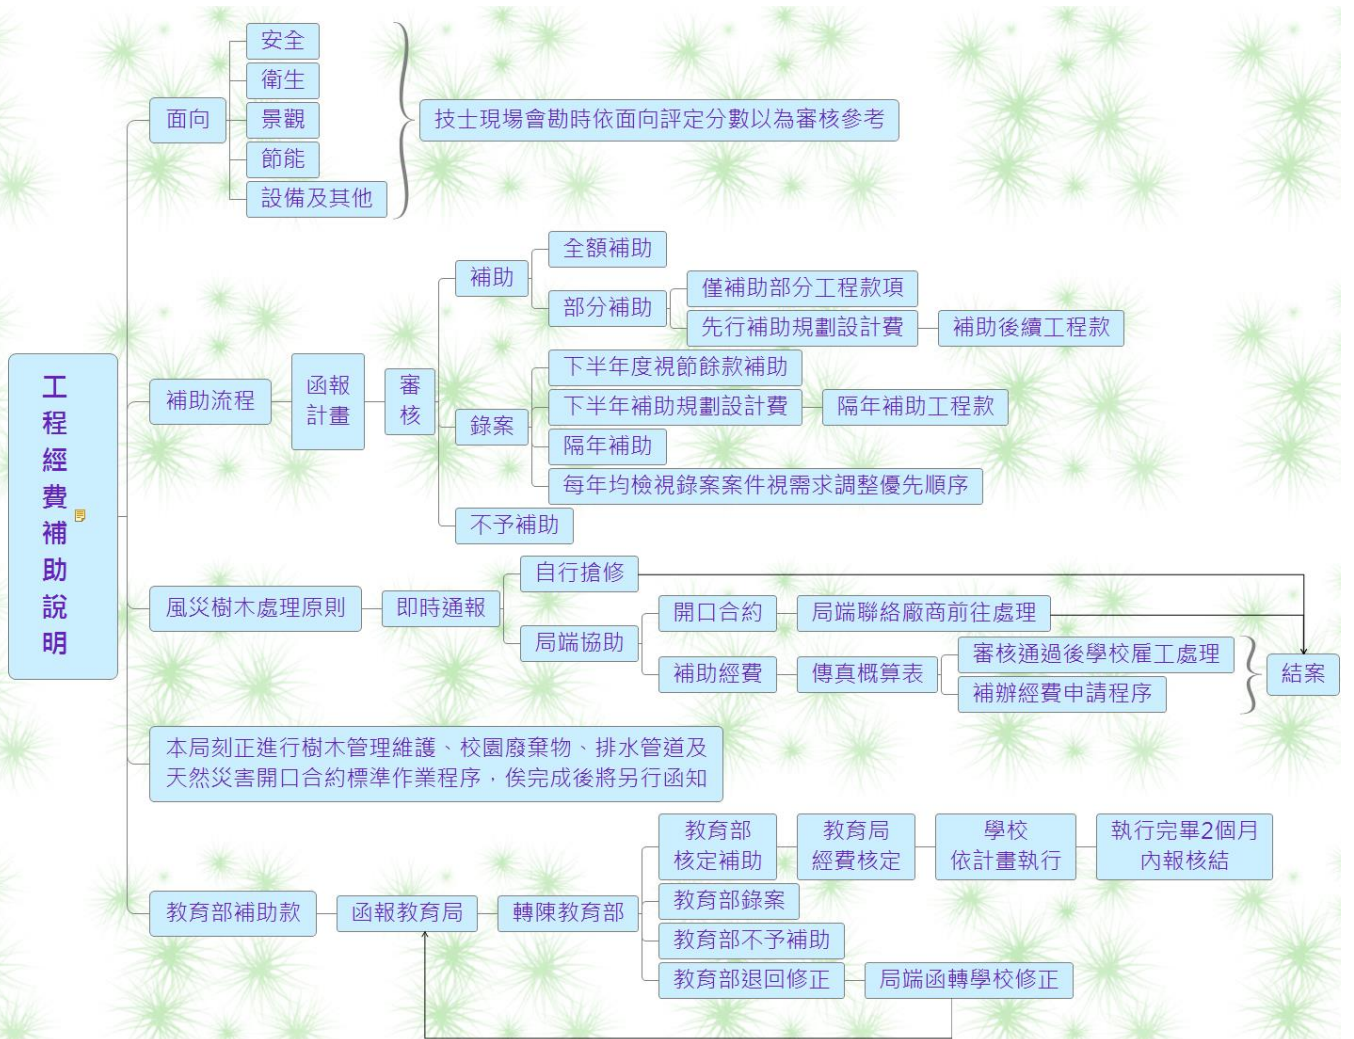 工程經費補助說明
面向
安全
衛生
景觀
節能
設備及其他
技士現場會勘時依面向評定分數以為審核參考
補助流程
函報
計畫
審核
補助
全額補助
部分補助
僅補助部分工程款項
先行補助規劃設計費
補助後續工程款
錄案
下半年度視節餘款補助
下半年補助規劃設計費
隔年補助工程款
隔年補助
每年均檢視錄案案件視需求調整優先順序
不予補助
風災樹木處理原則
即時通報
自行搶修
局端協助
開口合約
局端聯絡廠商前往處理
補助經費
傳真概算表
審核通過後學校雇工處理
補辦經費申請程序
結案
本局刻正進行樹木管理維護、校園廢棄物、排水管道及
天然災害開口合約標準作業程序，俟完成後將另行函知
教育部補助款
函報教育局
轉陳教育部
教育部
核定補助
教育局
經費核定
學校
依計畫執行
執行完畢2個月
內報核結
教育部錄案
教育部不予補助
教育部退回修正
局端函轉學校修正